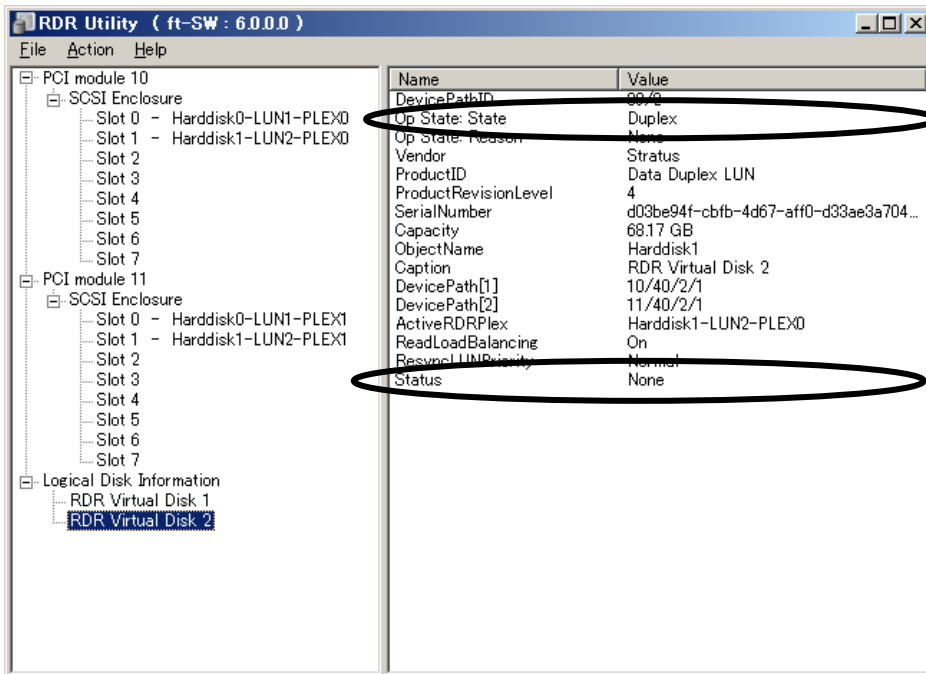 RDR Utility ( ft-SW : 6.0.0.0 )
File Action Help
PCI module 10
SCSI Enclosure
Slot 0 - Harddisk0-LUN1-PLEX0
Slot 1 - Harddisk1-LUN2-PLEX0
Slot 2
Slot 3
Slot 4
Slot 5
Slot 6
Slot 7
PCI module 11
SCSI Enclosure
Slot 0 - Harddisk0-LUN1-PLEX1
Slot 1 - Harddisk1-LUN2-PLEX1
Slot 2
Slot 3
Slot 4
Slot 5
Slot 6
Slot 7
Logical Disk Information
RDR Virtual Disk 1
RDR Virtual Disk 2
Name Value
DevicePathID
Op State: State Duplex
Op State: Reason None
Vendor Stratus
ProductID Data Duplex LUN
ProductRevisionLevel 4
SerialNumber d03be94f-cbfb-4d67-aff0-d33ae3a704...
Capacity 68.17 GB
ObjectName Harddisk1
Caption RDR Virtual Disk 2
DevicePath[1] 10/40/2/1
DevicePath[2] 11/40/2/1
ActiveRDRPlex Harddisk1-LUN2-PLEX0
ReadLoadBalancing On
ResyncLUNPriority Normal
Status None